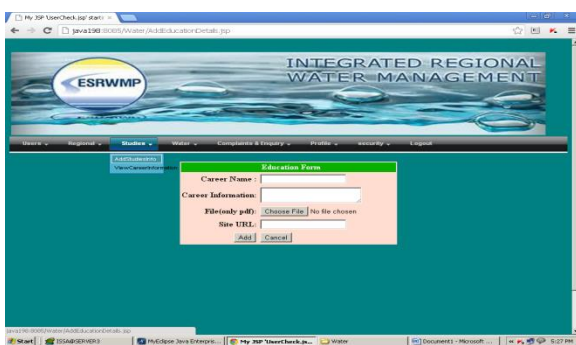 My JSP 'UserCheck.jsp' starti
java198:8085/Water/AddEducationDetails.jsp
ESRWMP
INTEGRATED REGIONAL
WATER MANAGEMENT
Users Regional Studies Water Complaints & Enquiry Profile security Logout
AddStudentInfo
ViewCareerInformation
Education Form
Career Name :
Career Information:
File(only pdf): Choose File No file chosen
Site URL:
Add Cancel
java198:8085/Water/AddEducationDetails.jsp
Start MyEclipse Java Enterpris... My JSP 'UserCheck.js... Water Document1 - Microsoft ... 5:27 PM